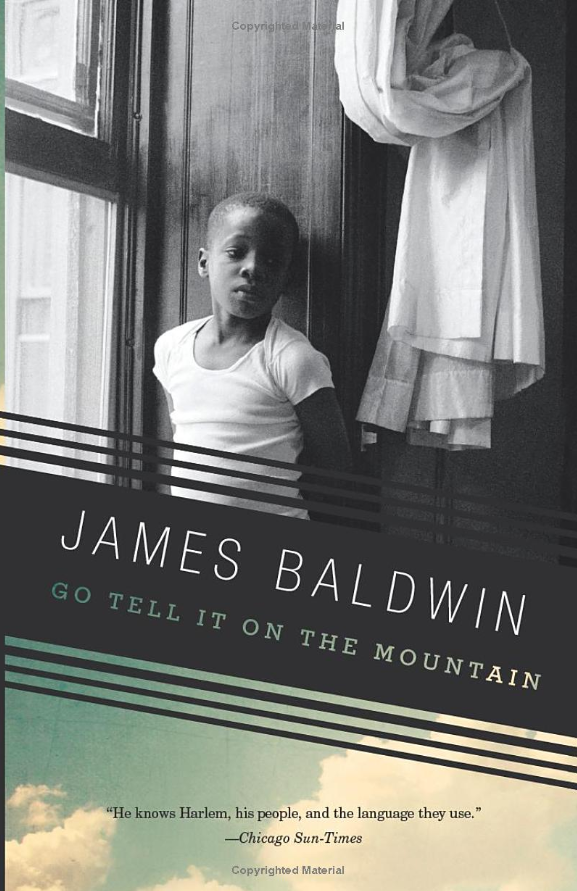 Copyrighted Material
JAMES BALDWIN
GO TELL IT ON THE MOUNTAIN
“He knows Harlem, his people, and the language they use.”
—Chicago Sun-Times
Copyrighted Material